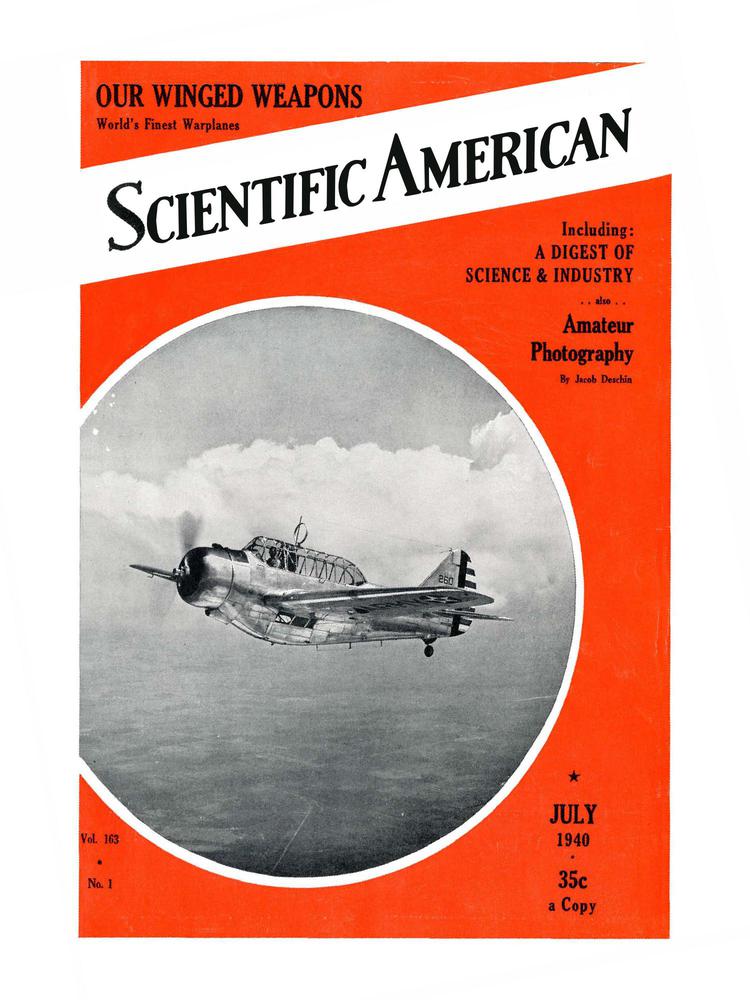 OUR WINGED WEAPONS
World's Finest Warplanes
SCIENTIFIC AMERICAN
Including:
A DIGEST OF
SCIENCE & INDUSTRY
. . also . .
Amateur
Photography
By Jacob Deschin
260
Vol. 163
No. 1
JULY
1940
35c
a Copy